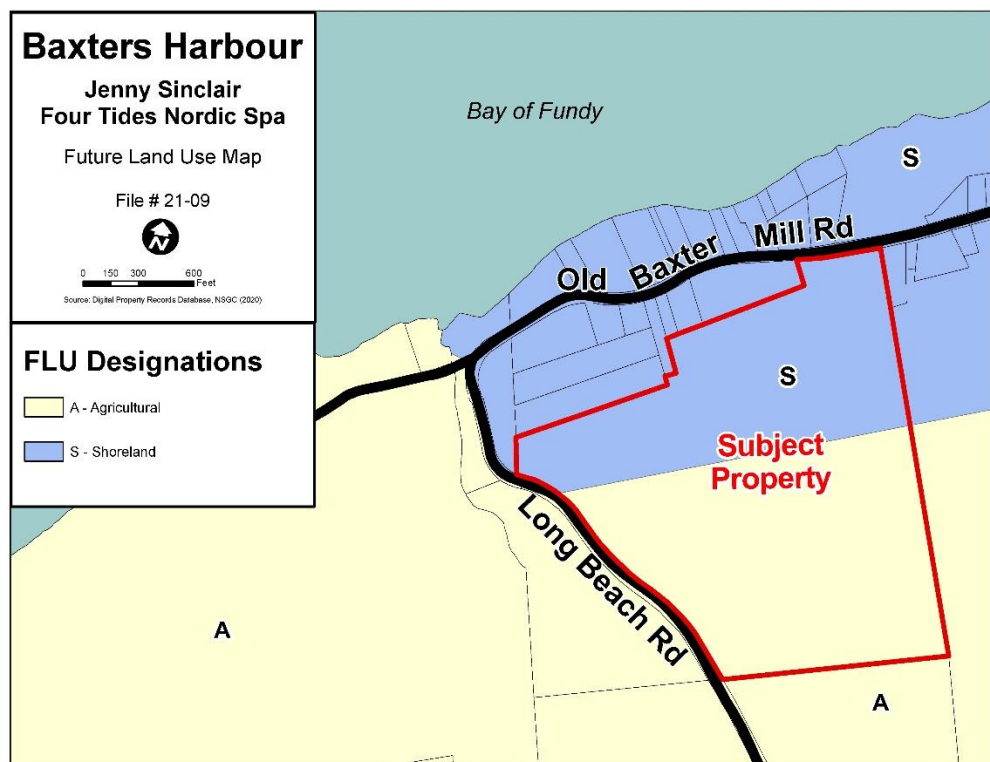 Baxters Harbour
Jenny Sinclair
Four Tides Nordic Spa
Future Land Use Map
File # 21-09
N
0 150 300 600
Feet
Source: Digital Property Records Database, NSGC (2020)
FLU Designations
A - Agricultural
S - Shoreland
Bay of Fundy
S
Old Baxter Mill Rd
S
Subject
Property
Long Beach Rd
A
A